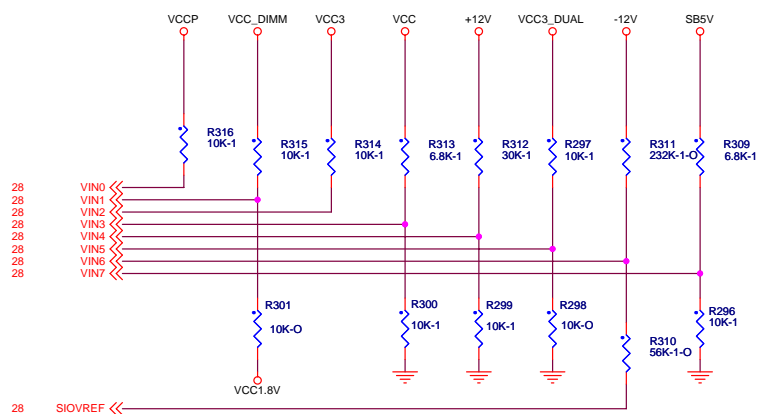 VCCP VCC_DIMM VCC3 VCC +12V VCC3_DUAL -12V SB5V
R316 10K-1
R315 10K-1
R314 10K-1
R313 6.8K-1
R312 30K-1
R297 10K-1
R311 232K-1-O
R309 6.8K-1
28 VIN0
28 VIN1
28 VIN2
28 VIN3
28 VIN4
28 VIN5
28 VIN6
28 VIN7
R301 10K-O
R300 10K-1
R299 10K-1
R298 10K-O
R310 56K-1-O
R296 10K-1
VCC1.8V
28 SIOVREF